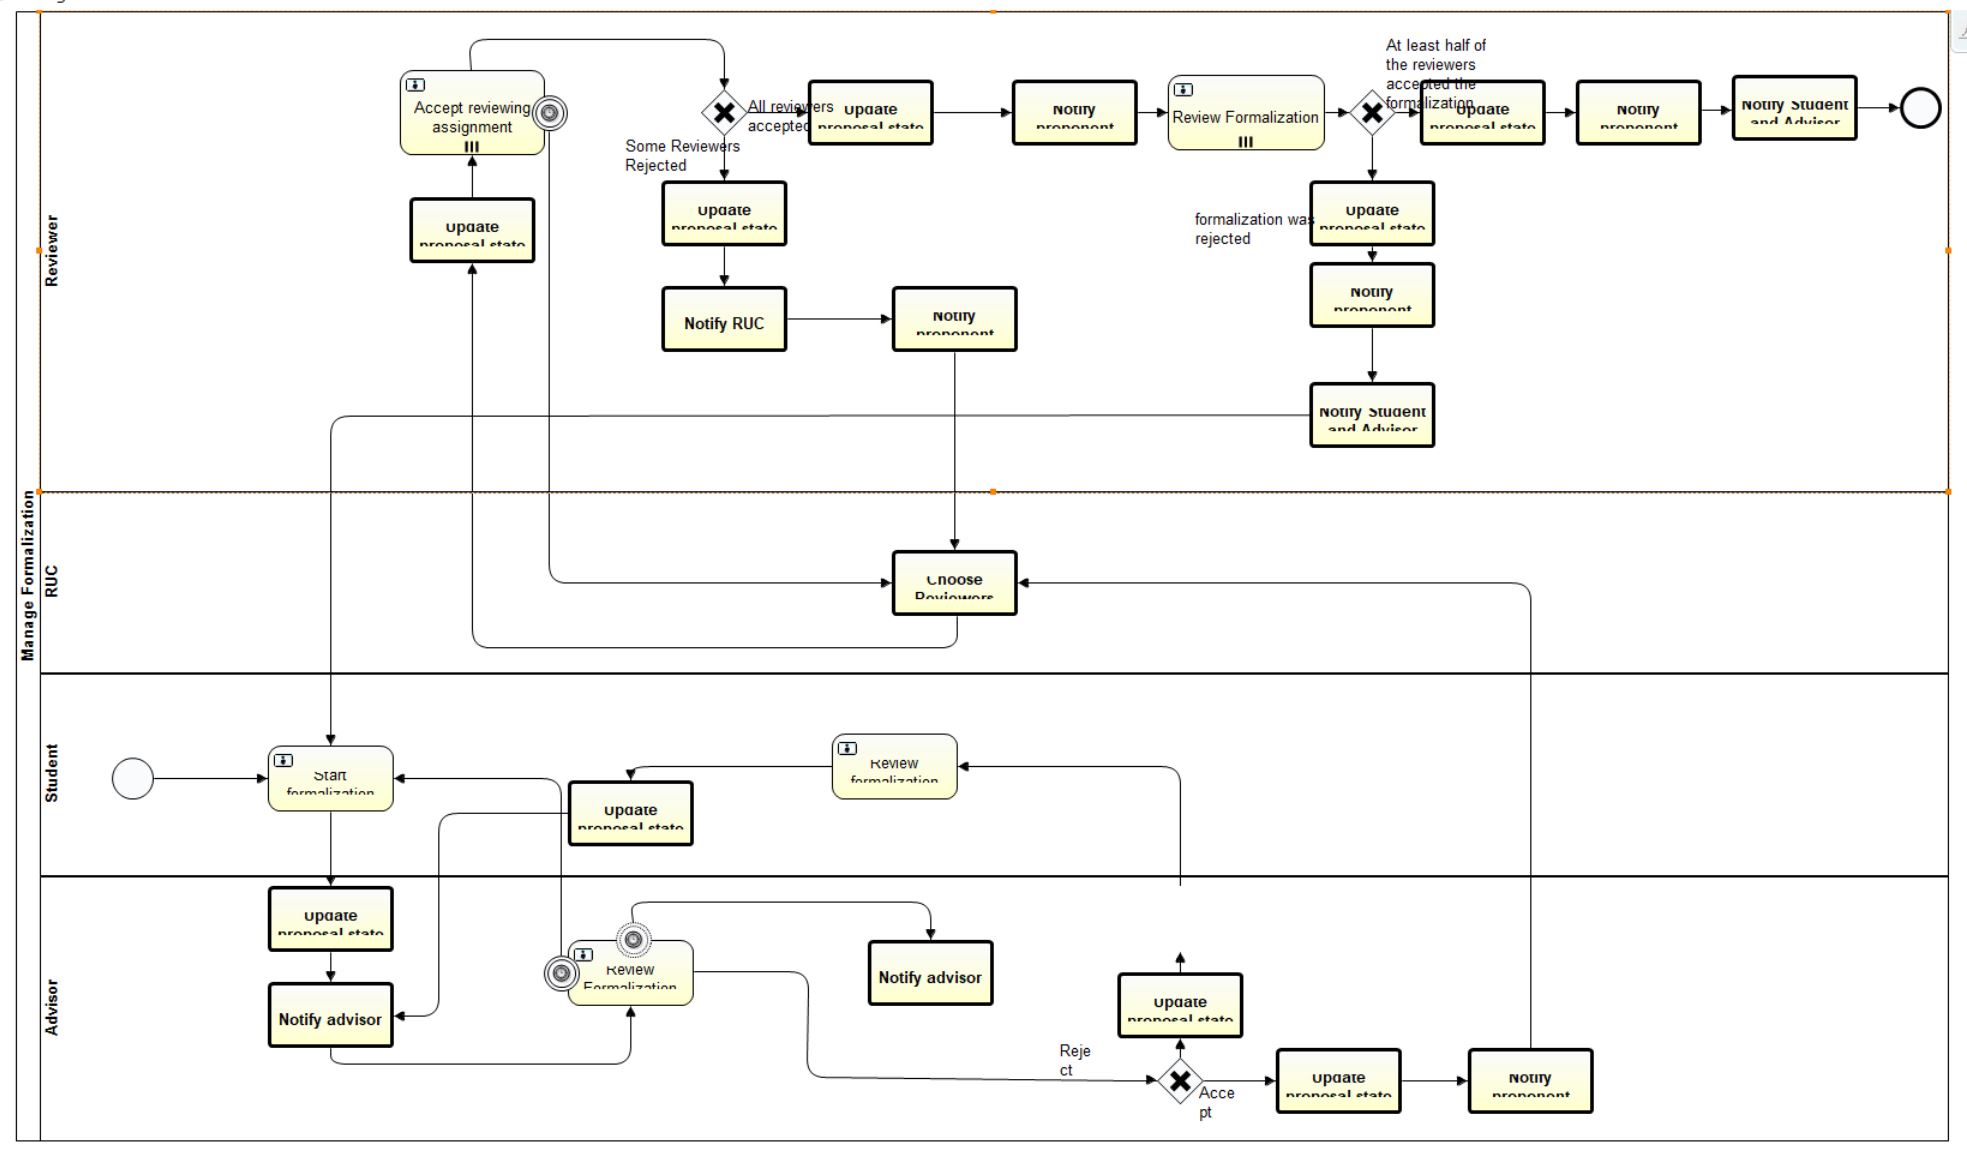 Manage Formalization
Reviewer
Accept reviewing
assignment
Update
proposal state
All reviewers
accepted
Some Reviewers
Rejected
Update
proposal state
Notify
proponent
Review Formalization
At least half of
the reviewers
accepted the
formalization
Update
proposal state
Notify
proponent
Notify Student
and Advisor
Update
proposal state
Notify RUC
Notify
proponent
formalization was
rejected
Update
proposal state
Notify
proponent
Notify Student
and Advisor
RUC
Choose
Reviewers
Student
Start
formalization
Update
proposal state
Review
formalization
Advisor
Update
proposal state
Notify advisor
Review
Formalization
Notify advisor
Update
proposal state
Reje
ct
Acce
pt
Update
proposal state
Notify
proponent